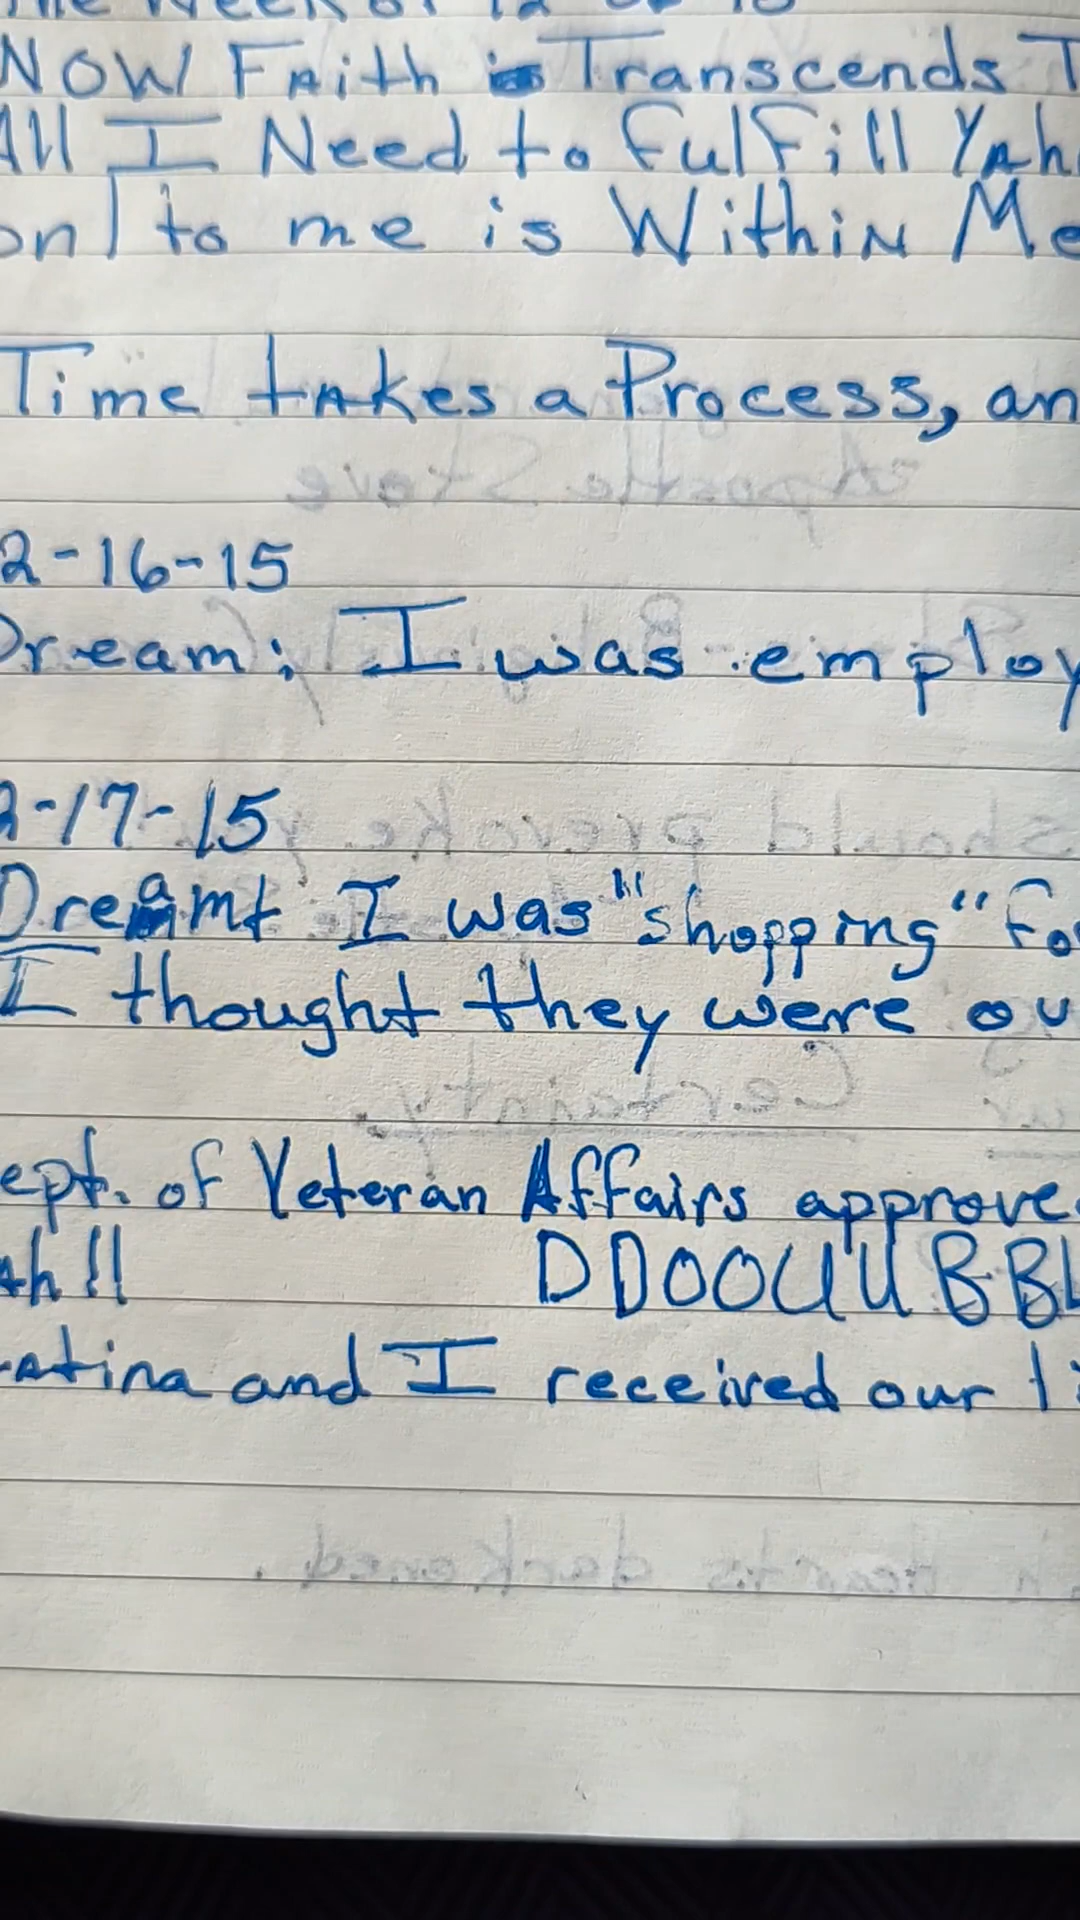 NOW Faith is Transcends T
All I Need to fulfill Yah
on to me is Within Me
Time takes a Process, an
2-16-15
Dream; I was employ
2-17-15
Dreamt I was "shopping" fo
I thought they were ou
ept. of Veteran Affairs approve
Ah!! DDOOUUBBL
atina and I received our li